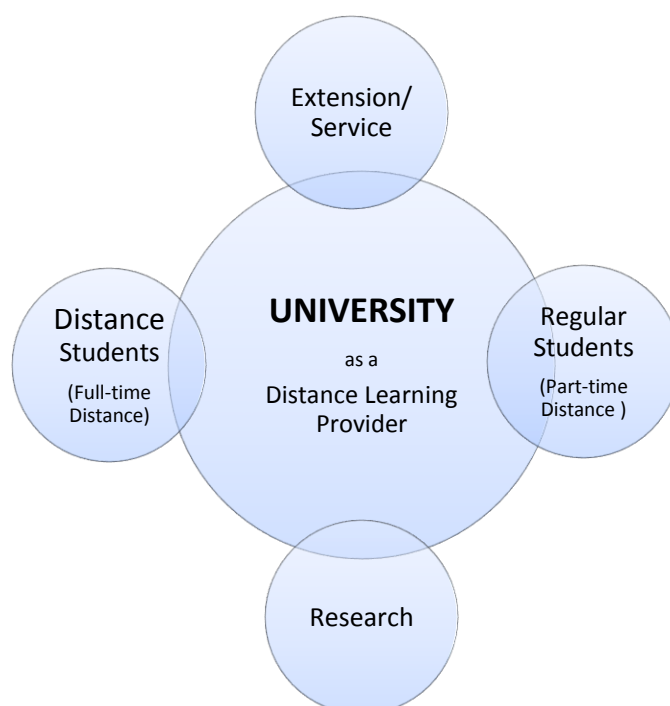 Extension/
Service
UNIVERSITY
as a
Distance Learning
Provider
Distance
Students
(Full-time
Distance)
Regular
Students
(Part-time
Distance )
Research